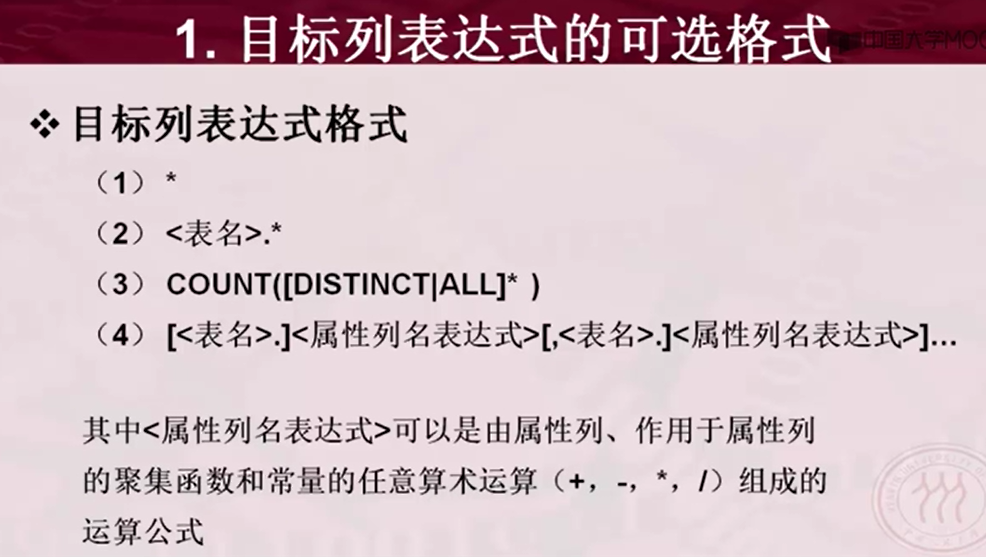 1. 目标列表达式的可选格式
中国大学MOO
❖ 目标列表达式格式
（1） *
（2） <表名>.*
（3） COUNT([DISTINCT|ALL]* )
（4） [<表名>.]<属性列名表达式>[,<表名>.]<属性列名表达式>]…
其中<属性列名表达式>可以是由属性列、作用于属性列
的聚集函数和常量的任意算术运算（+，-，*，/）组成的
运算公式